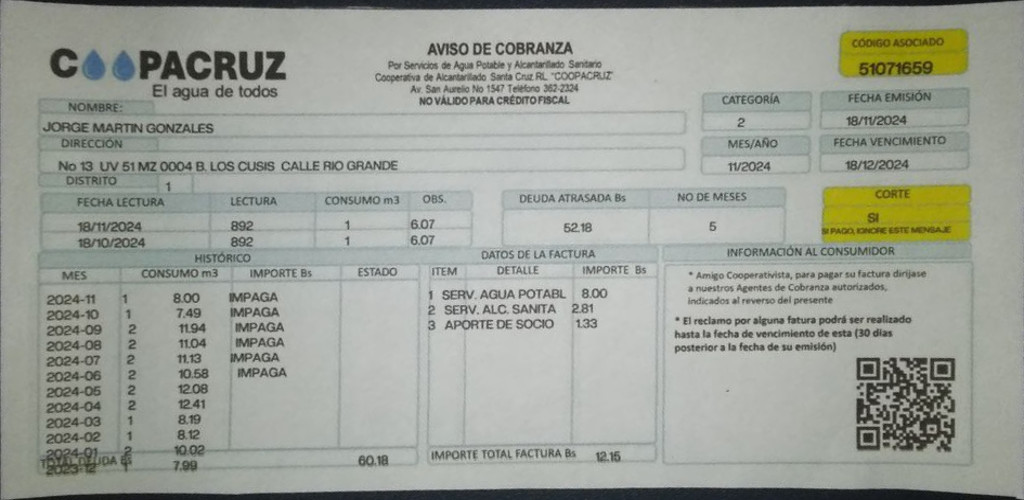 COOPACRUZ
El agua de todos
AVISO DE COBRANZA
Por Servicios de Agua Potable y Alcantarillado Sanitario
Cooperativa de Alcantarillado Santa Cruz RL. "COOPACRUZ"
Av. San Aurelio No 1547 Teléfono 362-2324
NO VÁLIDO PARA CRÉDITO FISCAL
CÓDIGO ASOCIADO
51071659
NOMBRE:
JORGE MARTIN GONZALES
CATEGORÍA
2
FECHA EMISIÓN
18/11/2024
DIRECCIÓN
No 13 UV 51 MZ 0004 B. LOS CUSIS CALLE RIO GRANDE
MES/AÑO
11/2024
FECHA VENCIMIENTO
18/12/2024
DISTRITO 1
FECHA LECTURA LECTURA CONSUMO m3 OBS.
18/11/2024 892 1 6.07
18/10/2024 892 1 6.07
DEUDA ATRASADA Bs NO DE MESES
52.18 5
CORTE
SI
SI PAGO, IGNORE ESTE MENSAJE
HISTÓRICO
MES CONSUMO m3 IMPORTE Bs ESTADO
2024-11 1 8.00 IMPAGA
2024-10 1 7.49 IMPAGA
2024-09 2 11.94 IMPAGA
2024-08 2 11.04 IMPAGA
2024-07 2 11.13 IMPAGA
2024-06 2 10.58 IMPAGA
2024-05 2 12.08
2024-04 2 12.41
2024-03 1 8.19
2024-02 1 8.12
2024-01 2 10.02
2023-12 1 7.99
TOTAL DEUDA Bs 60.18
DATOS DE LA FACTURA
ITEM DETALLE IMPORTE Bs
1 SERV. AGUA POTABL 8.00
2 SERV. ALC. SANITA 2.81
3 APORTE DE SOCIO 1.33
IMPORTE TOTAL FACTURA Bs 12.15
INFORMACIÓN AL CONSUMIDOR
* Amigo Cooperativista, para pagar su factura dirijase
a nuestros Agentes de Cobranza autorizados,
indicados al reverso del presente
* El reclamo por alguna fatura podrá ser realizado
hasta la fecha de vencimiento de esta (30 días
posterior a la fecha de su emisión)